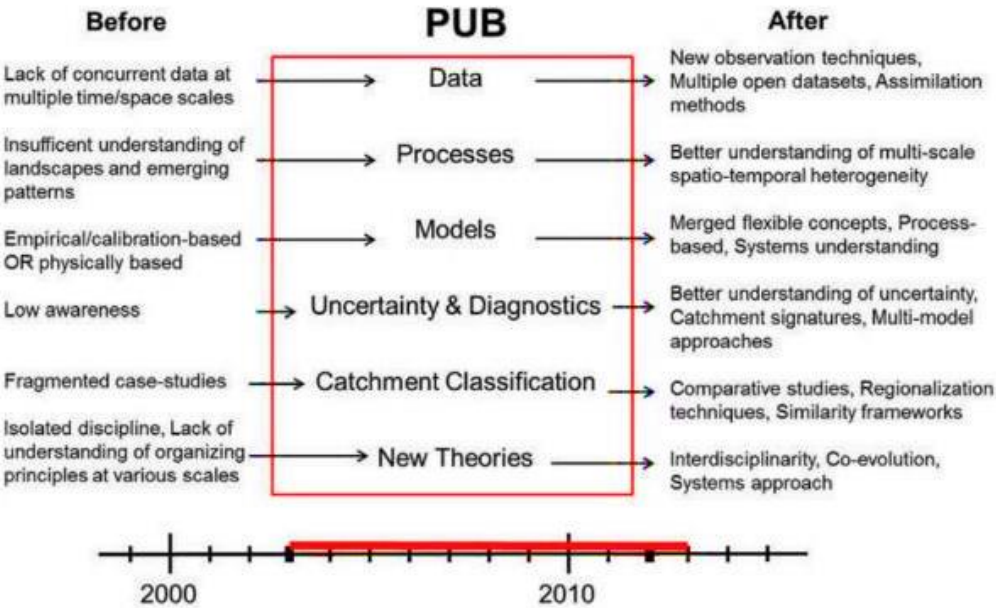 Before
PUB
After
Lack of concurrent data at
multiple time/space scales
Data
New observation techniques,
Multiple open datasets, Assimilation
methods
Insufficent understanding of
landscapes and emerging
patterns
Processes
Better understanding of multi-scale
spatio-temporal heterogeneity
Empirical/calibration-based
OR physically based
Models
Merged flexible concepts, Process-
based, Systems understanding
Low awareness
Uncertainty & Diagnostics
Better understanding of uncertainty,
Catchment signatures, Multi-model
approaches
Fragmented case-studies
Catchment Classification
Comparative studies, Regionalization
techniques, Similarity frameworks
Isolated discipline, Lack of
understanding of organizing
principles at various scales
New Theories
Interdisciplinarity, Co-evolution,
Systems approach
2000
2010